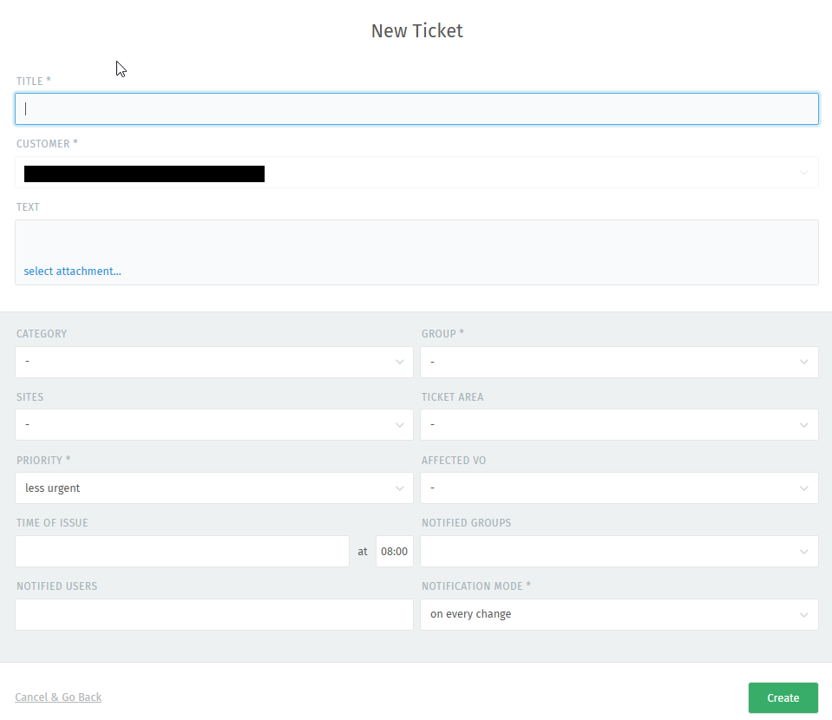 New Ticket
TITLE *
CUSTOMER *
TEXT
select attachment...
CATEGORY
GROUP *
-
-
SITES
TICKET AREA
-
-
PRIORITY *
AFFECTED VO
less urgent
-
TIME OF ISSUE
NOTIFIED GROUPS
at
08:00
NOTIFIED USERS
NOTIFICATION MODE *
on every change
Cancel & Go Back
Create